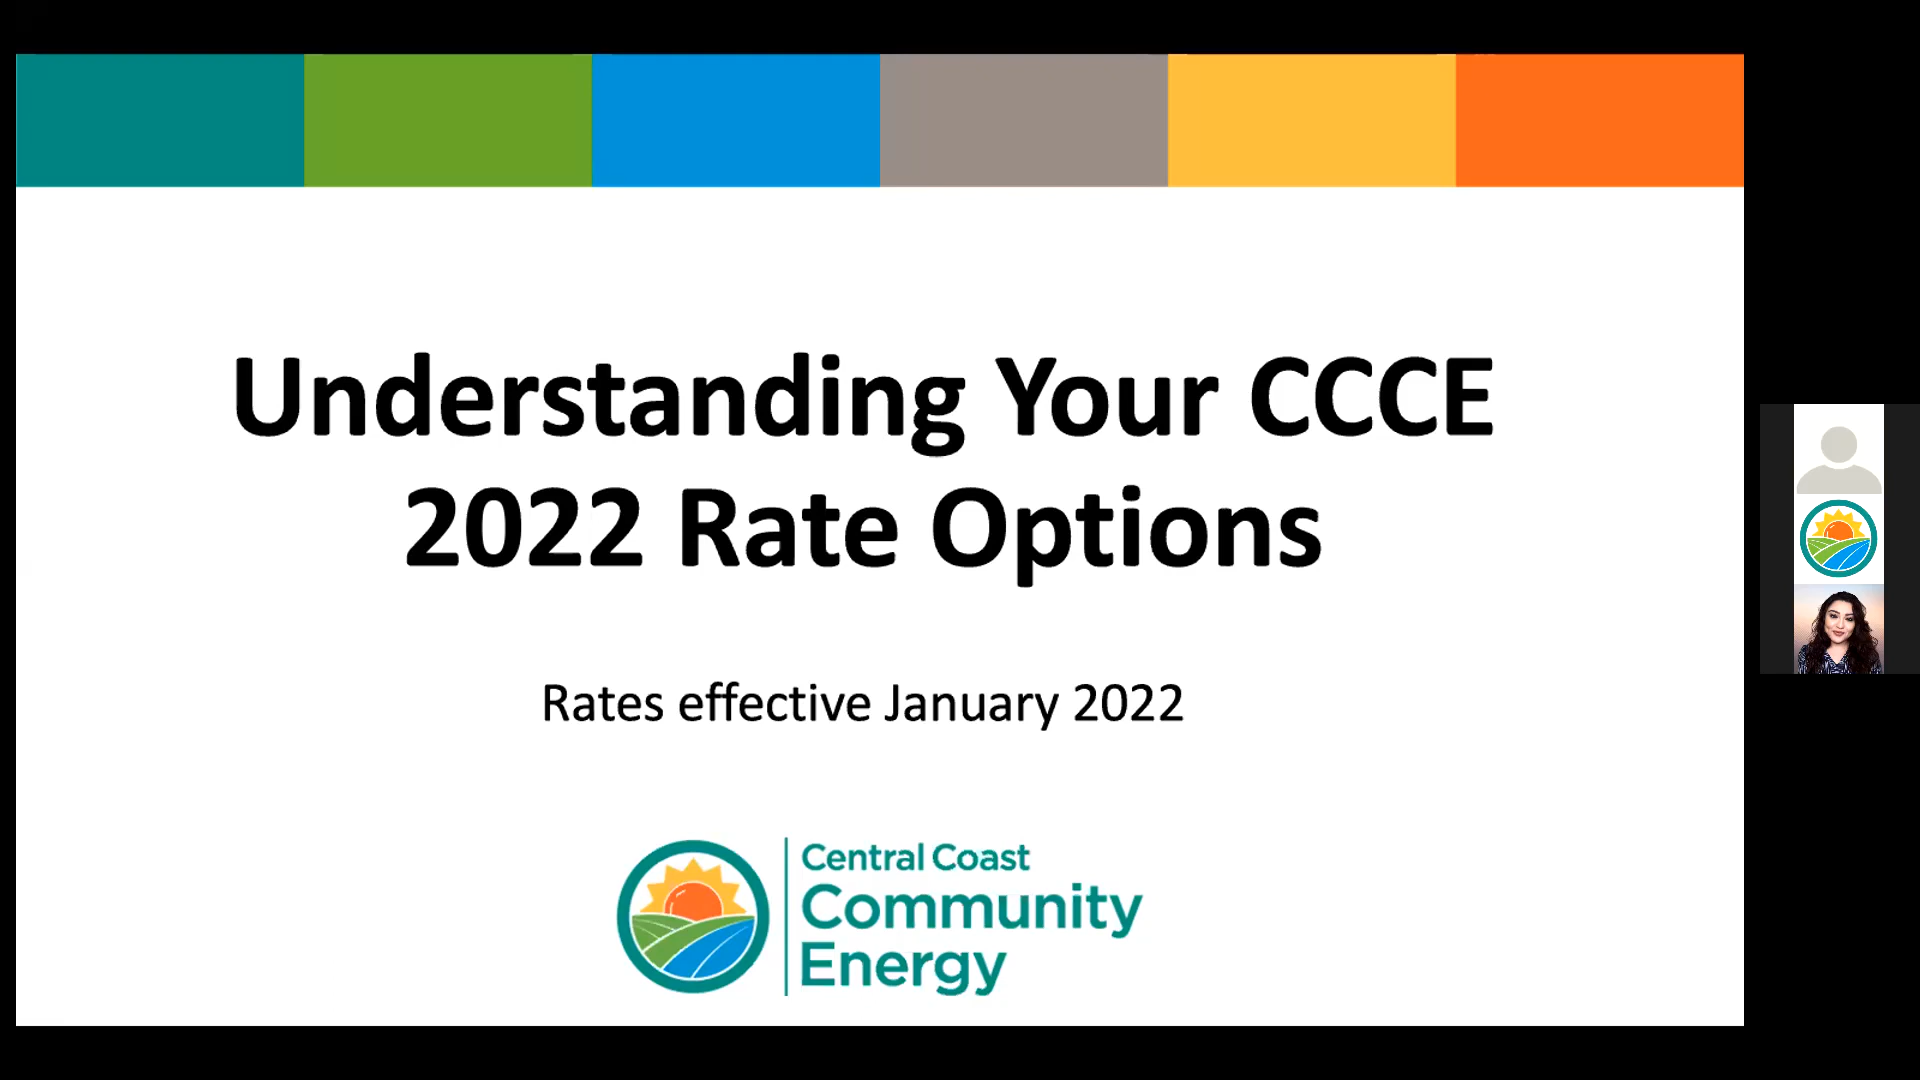 Understanding Your CCCE
2022 Rate Options
Rates effective January 2022
Central Coast
Community
Energy